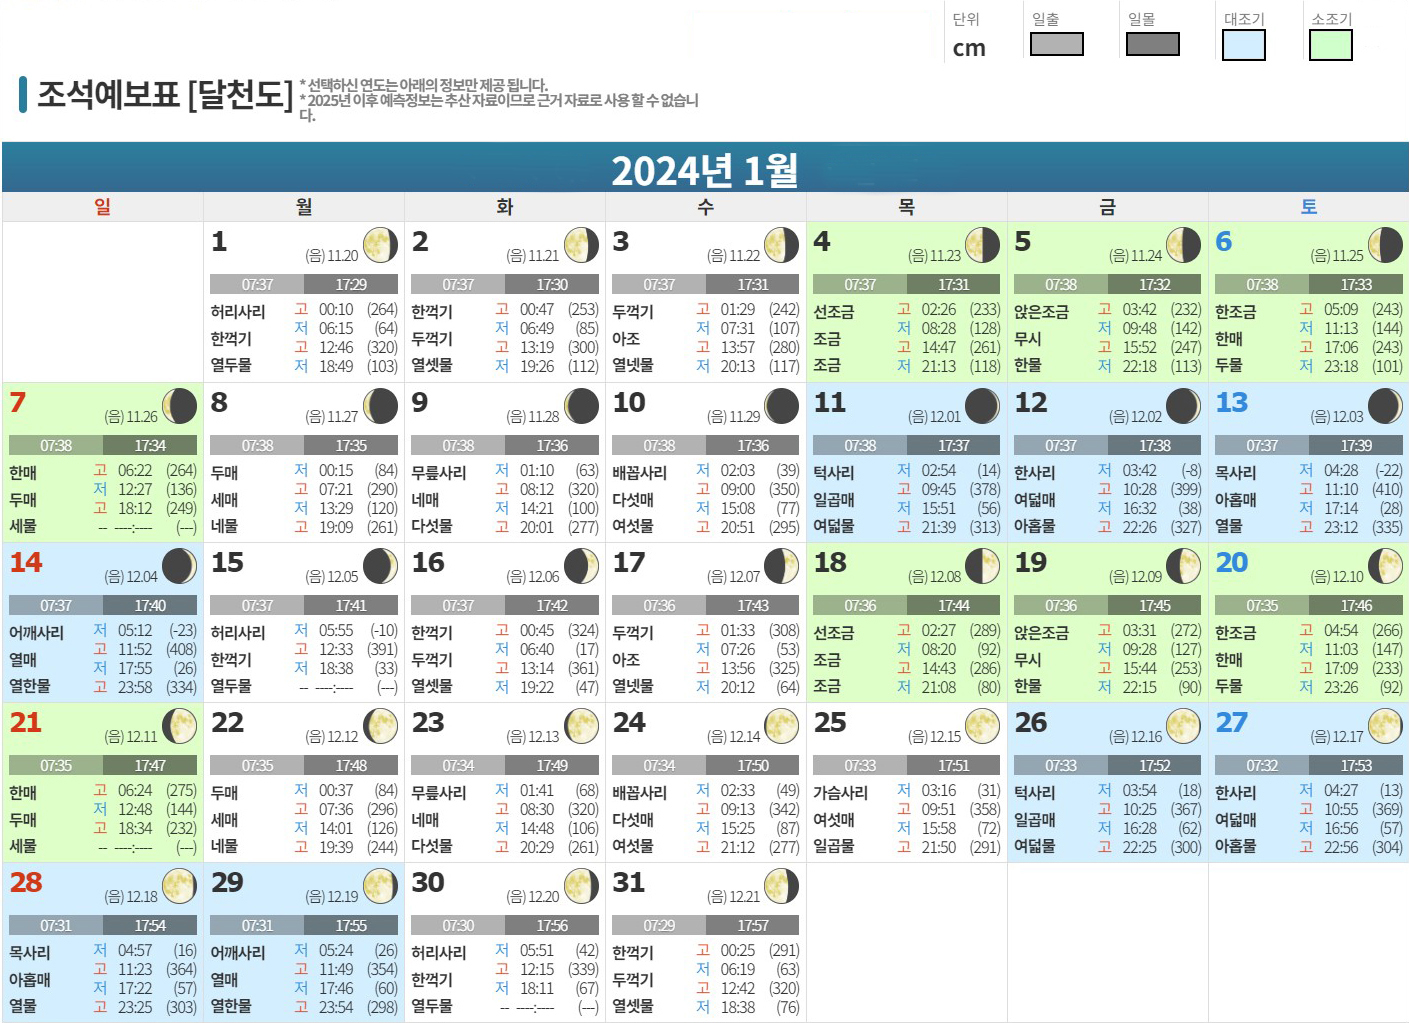 단위 일출 일몰 대조기 소조기
cm
조석예보표 [달천도]
* 선택하신 연도는 아래의 정보만 제공 됩니다.
* 2025년 이후 예측정보는 추산 자료이므로 근거 자료로 사용 할 수 없습니
다.
2024년 1월
일 월 화 수 목 금 토
1 (음) 11.20
07:37 17:29
허리사리
한꺽기
열두물
고 00:10 (264)
저 06:15 (64)
고 12:46 (320)
저 18:49 (103)
2 (음) 11.21
07:37 17:30
한꺽기
두꺽기
열셋물
고 00:47 (253)
저 06:49 (85)
고 13:19 (300)
저 19:26 (112)
3 (음) 11.22
07:37 17:31
두꺽기
아조
열넷물
고 01:29 (242)
저 07:31 (107)
고 13:57 (280)
저 20:13 (117)
4 (음) 11.23
07:37 17:31
선조금
조금
조금
고 02:26 (233)
저 08:28 (128)
고 14:47 (261)
저 21:13 (118)
5 (음) 11.24
07:38 17:32
앉은조금
무시
한물
고 03:42 (232)
저 09:48 (142)
고 15:52 (247)
저 22:18 (113)
6 (음) 11.25
07:38 17:33
한조금
한매
두물
고 05:09 (243)
저 11:13 (144)
고 17:06 (243)
저 23:18 (101)
7 (음) 11.26
07:38 17:34
한매
두매
세물
고 06:22 (264)
저 12:27 (136)
고 18:12 (249)
-- ----:---- (---)
8 (음) 11.27
07:38 17:35
두매
세매
네물
저 00:15 (84)
고 07:21 (290)
저 13:29 (120)
고 19:09 (261)
9 (음) 11.28
07:38 17:36
무릎사리
네매
다섯물
저 01:10 (63)
고 08:12 (320)
저 14:21 (100)
고 20:01 (277)
10 (음) 11.29
07:38 17:36
배꼽사리
다섯매
여섯물
저 02:03 (39)
고 09:00 (350)
저 15:08 (77)
고 20:51 (295)
11 (음) 12.01
07:38 17:37
턱사리
일곱매
여덟물
저 02:54 (14)
고 09:45 (378)
저 15:51 (56)
고 21:39 (313)
12 (음) 12.02
07:37 17:38
한사리
여덟매
아홉물
저 03:42 (-8)
고 10:28 (399)
저 16:32 (38)
고 22:26 (327)
13 (음) 12.03
07:37 17:39
목사리
아홉매
열물
저 04:28 (-22)
고 11:10 (410)
저 17:14 (28)
고 23:12 (335)
14 (음) 12.04
07:37 17:40
어깨사리
열매
열한물
저 05:12 (-23)
고 11:52 (408)
저 17:55 (26)
고 23:58 (334)
15 (음) 12.05
07:37 17:41
허리사리
한꺽기
열두물
저 05:55 (-10)
고 12:33 (391)
저 18:38 (33)
-- ----:---- (---)
16 (음) 12.06
07:37 17:42
한꺽기
두꺽기
열셋물
고 00:45 (324)
저 06:40 (17)
고 13:14 (361)
저 19:22 (47)
17 (음) 12.07
07:36 17:43
두꺽기
아조
열넷물
고 01:33 (308)
저 07:26 (53)
고 13:56 (325)
저 20:12 (64)
18 (음) 12.08
07:36 17:44
선조금
조금
조금
고 02:27 (289)
저 08:20 (92)
고 14:43 (286)
저 21:08 (80)
19 (음) 12.09
07:36 17:45
앉은조금
무시
한물
고 03:31 (272)
저 09:28 (127)
고 15:44 (253)
저 22:15 (90)
20 (음) 12.10
07:35 17:46
한조금
한매
두물
고 04:54 (266)
저 11:03 (147)
고 17:09 (233)
저 23:26 (92)
21 (음) 12.11
07:35 17:47
한매
두매
세물
고 06:24 (275)
저 12:48 (144)
고 18:34 (232)
-- ----:---- (---)
22 (음) 12.12
07:35 17:48
두매
세매
네물
저 00:37 (84)
고 07:36 (296)
저 14:01 (126)
고 19:39 (244)
23 (음) 12.13
07:34 17:49
무릎사리
네매
다섯물
저 01:41 (68)
고 08:30 (320)
저 14:48 (106)
고 20:29 (261)
24 (음) 12.14
07:34 17:50
배꼽사리
다섯매
여섯물
저 02:33 (49)
고 09:13 (342)
저 15:25 (87)
고 21:12 (277)
25 (음) 12.15
07:33 17:51
가슴사리
여섯매
일곱물
저 03:16 (31)
고 09:51 (358)
저 15:58 (72)
고 21:50 (291)
26 (음) 12.16
07:33 17:52
턱사리
일곱매
여덟물
저 03:54 (18)
고 10:25 (367)
저 16:28 (62)
고 22:25 (300)
27 (음) 12.17
07:32 17:53
한사리
여덟매
아홉물
저 04:27 (13)
고 10:55 (369)
저 16:56 (57)
고 22:56 (304)
28 (음) 12.18
07:31 17:54
목사리
아홉매
열물
저 04:57 (16)
고 11:23 (364)
저 17:22 (57)
고 23:25 (303)
29 (음) 12.19
07:31 17:55
어깨사리
열매
열한물
저 05:24 (26)
고 11:49 (354)
저 17:46 (60)
고 23:54 (298)
30 (음) 12.20
07:30 17:56
허리사리
한꺽기
열두물
저 05:51 (42)
고 12:15 (339)
저 18:11 (67)
-- ----:---- (---)
31 (음) 12.21
07:29 17:57
한꺽기
두꺽기
열셋물
고 00:25 (291)
저 06:19 (63)
고 12:42 (320)
저 18:38 (76)